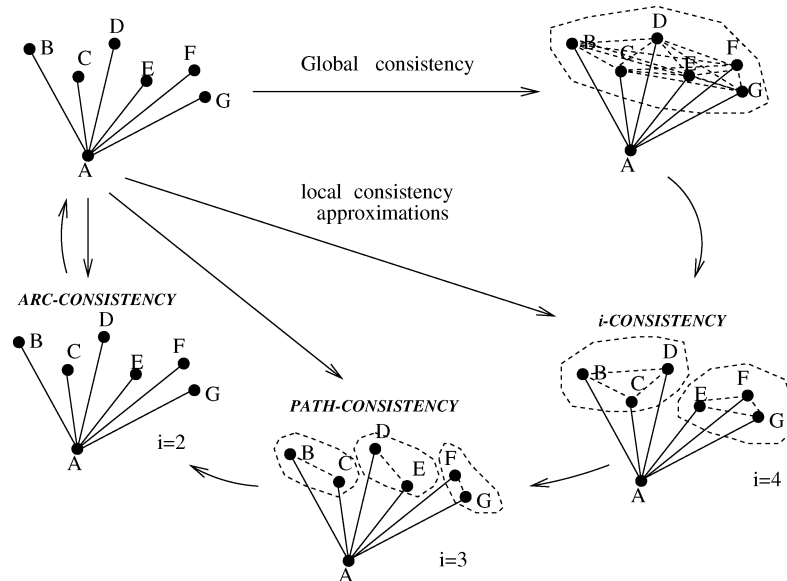 D
F
B
C
E
G
A
Global consistency
D
B
F
C
E
G
A
local consistency
approximations
ARC-CONSISTENCY
D
B
C
F
E
G
i=2
A
PATH-CONSISTENCY
D
B
F
C
E
G
i=3
A
i-CONSISTENCY
D
B
F
C
E
G
i=4
A